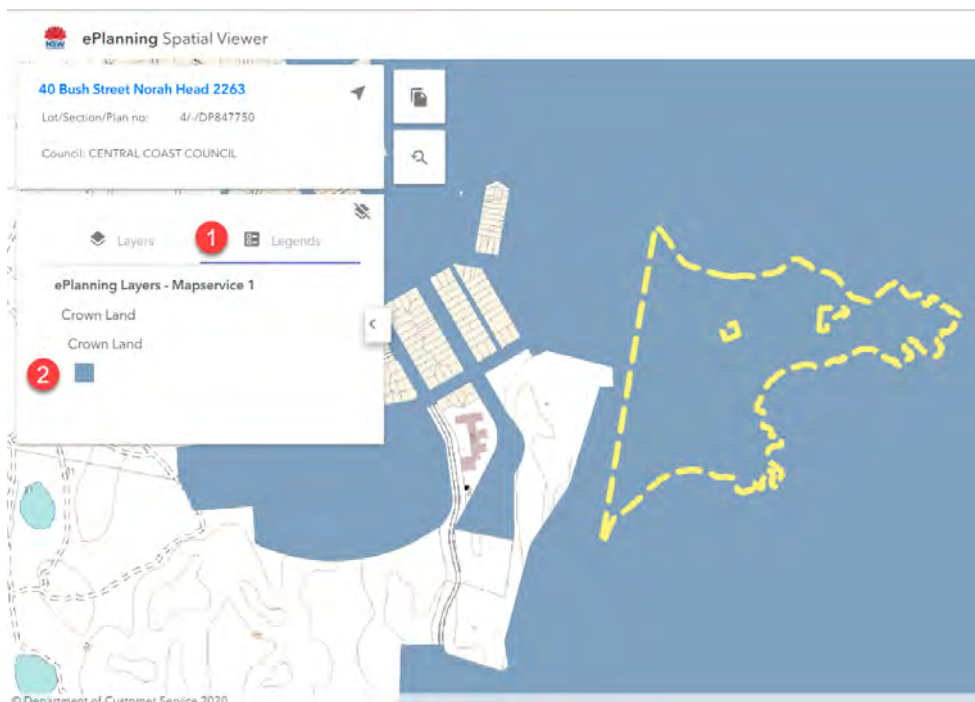 NSW
ePlanning Spatial Viewer
40 Bush Street Norah Head 2263
Lot/Section/Plan no: 4/-/DP847750
Council: CENTRAL COAST COUNCIL
Layers
1
Legends
ePlanning Layers - Mapservice 1
Crown Land
Crown Land
2
© Department of Customer Service 2020